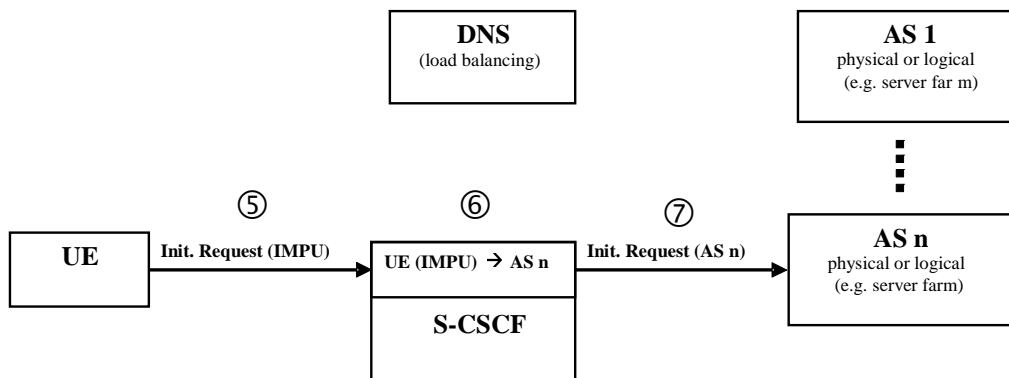 DNS
(load balancing)
AS 1
physical or logical
(e.g. server far m)
⑤
⑥
⑦
UE
Init. Request (IMPU)
UE (IMPU) → AS n
Init. Request (AS n)
AS n
physical or logical
(e.g. server farm)
S-CSCF